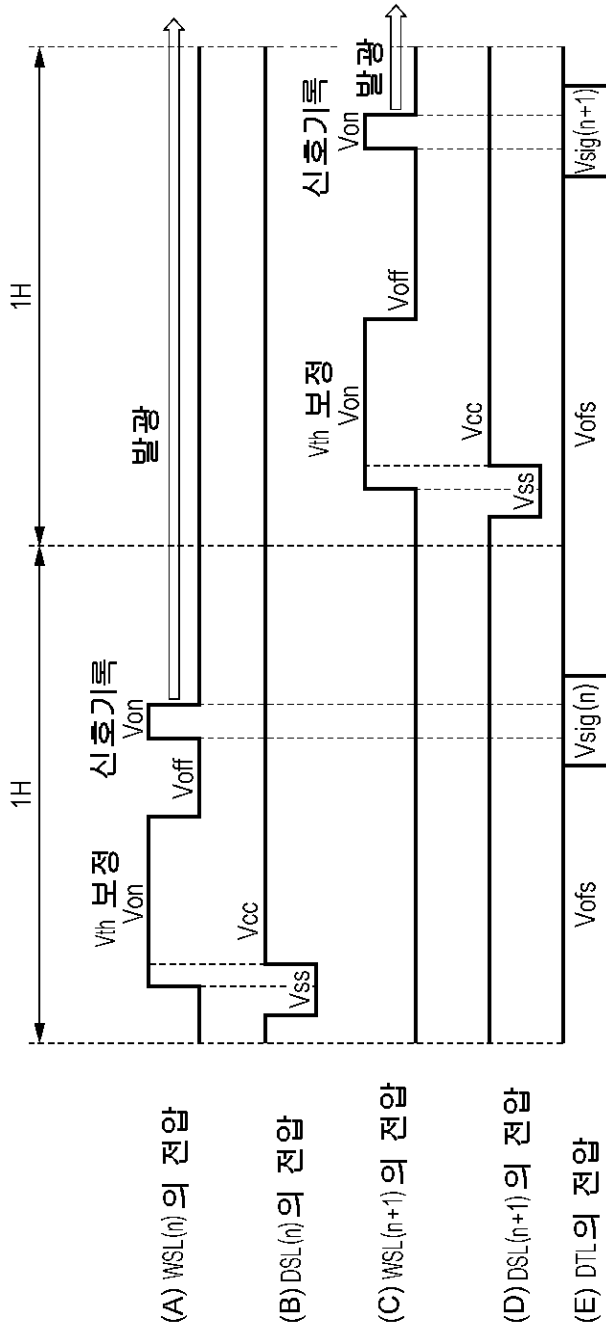 1H
1H
(A) WSL(n)의 전압
Vth 보정
Von
Voff
신호기록
Von
발광
(B) DSL(n)의 전압
Vss
Vcc
(C) WSL(n+1)의 전압
Vth 보정
Von
Voff
신호기록
Von
발광
(D) DSL(n+1)의 전압
Vss
Vcc
(E) DTL의 전압
Vofs
Vsig(n)
Vofs
Vsig(n+1)